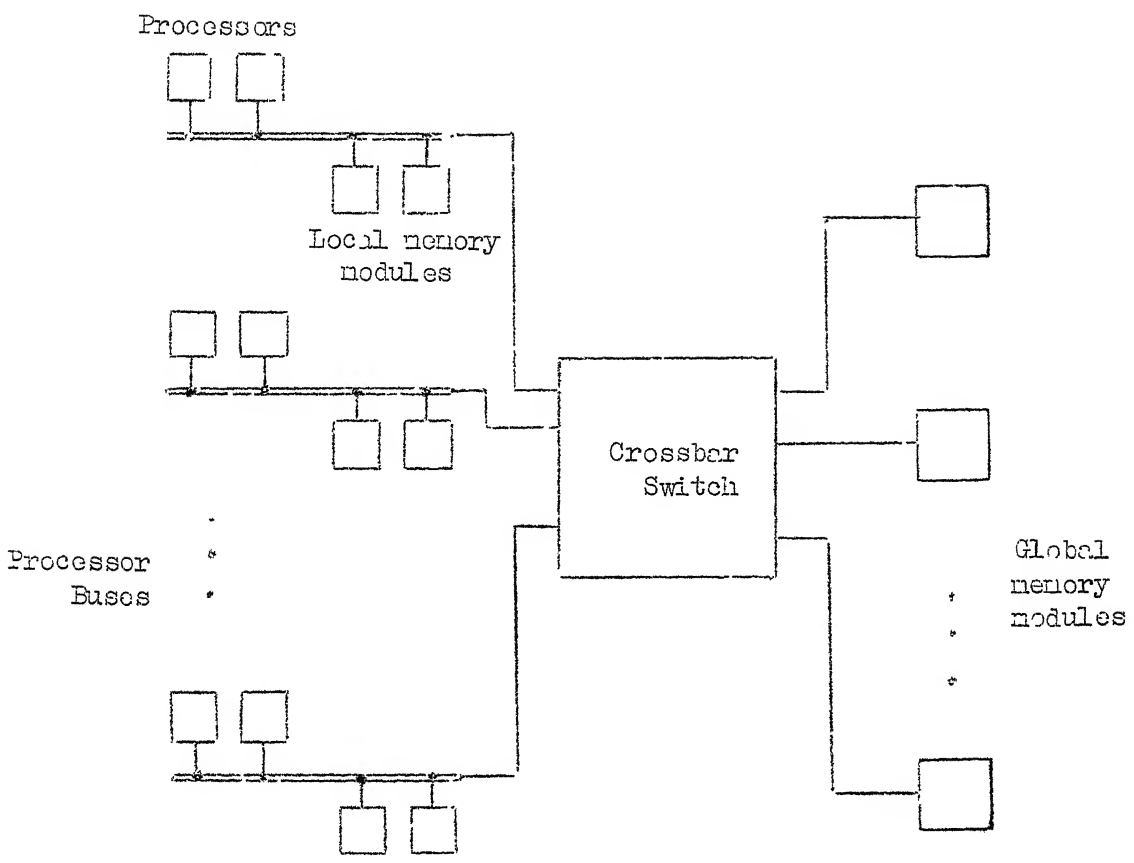 Processors
Local memory
modules
Crossbar
Switch
Processor
Buses
Global
memory
modules